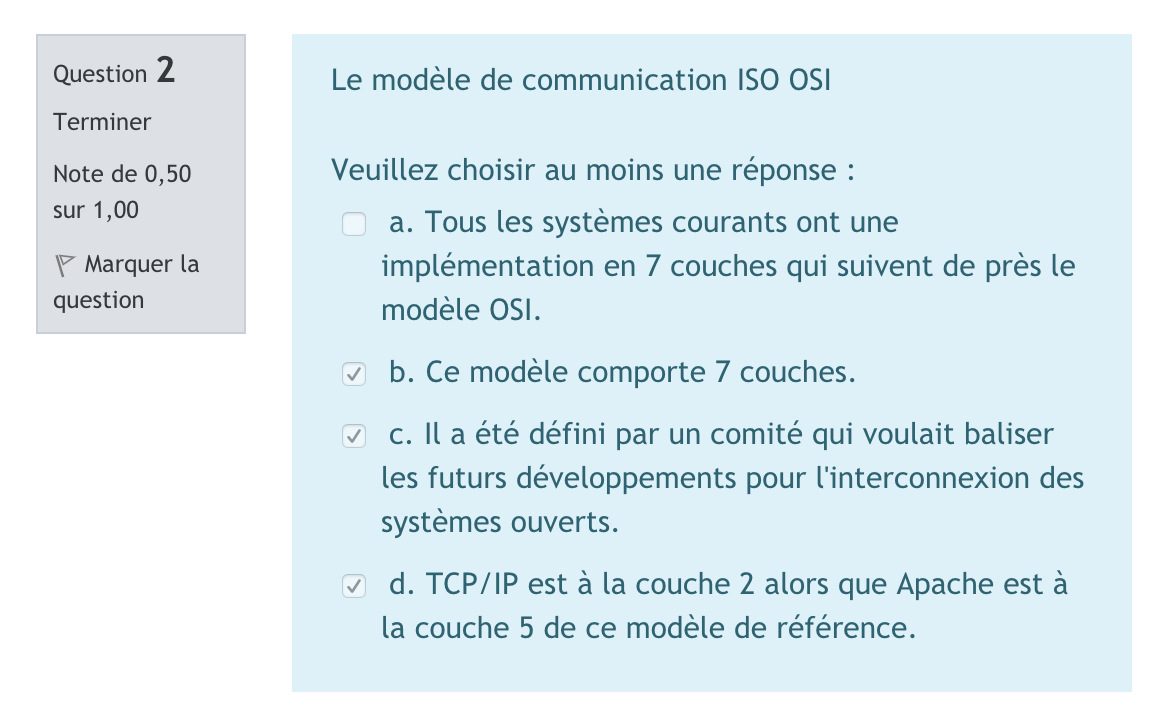 Question 2
Terminer
Note de 0,50
sur 1,00
Marquer la
question
Le modèle de communication ISO OSI
Veuillez choisir au moins une réponse :
a. Tous les systèmes courants ont une
implémentation en 7 couches qui suivent de près le
modèle OSI.
b. Ce modèle comporte 7 couches.
c. Il a été défini par un comité qui voulait baliser
les futurs développements pour l'interconnexion des
systèmes ouverts.
d. TCP/IP est à la couche 2 alors que Apache est à
la couche 5 de ce modèle de référence.